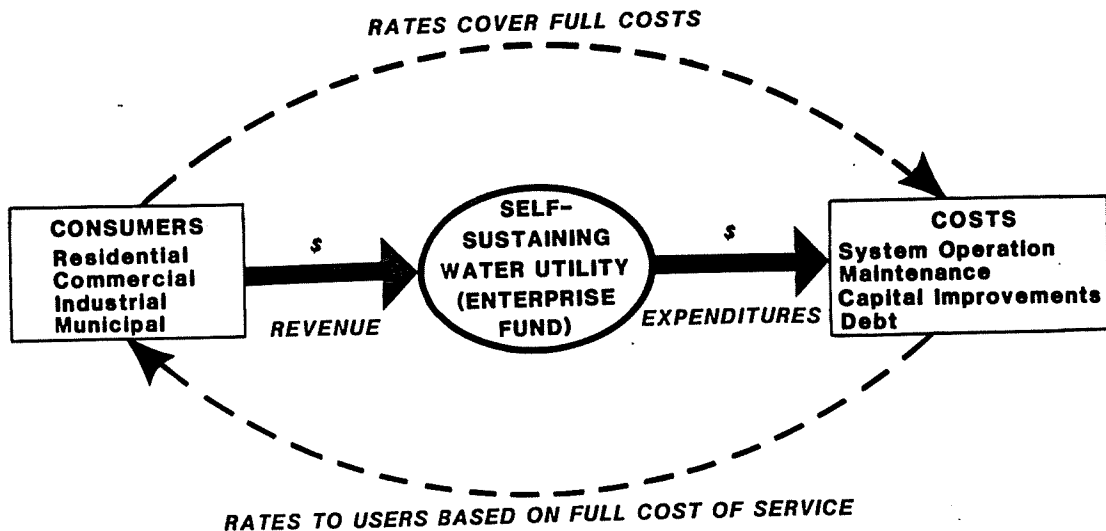 RATES COVER FULL COSTS
CONSUMERS
Residential
Commercial
Industrial
Municipal
$
REVENUE
SELF-
SUSTAINING
WATER UTILITY
(ENTERPRISE
FUND)
$
EXPENDITURES
COSTS
System Operation
Maintenance
Capital Improvements
Debt
RATES TO USERS BASED ON FULL COST OF SERVICE